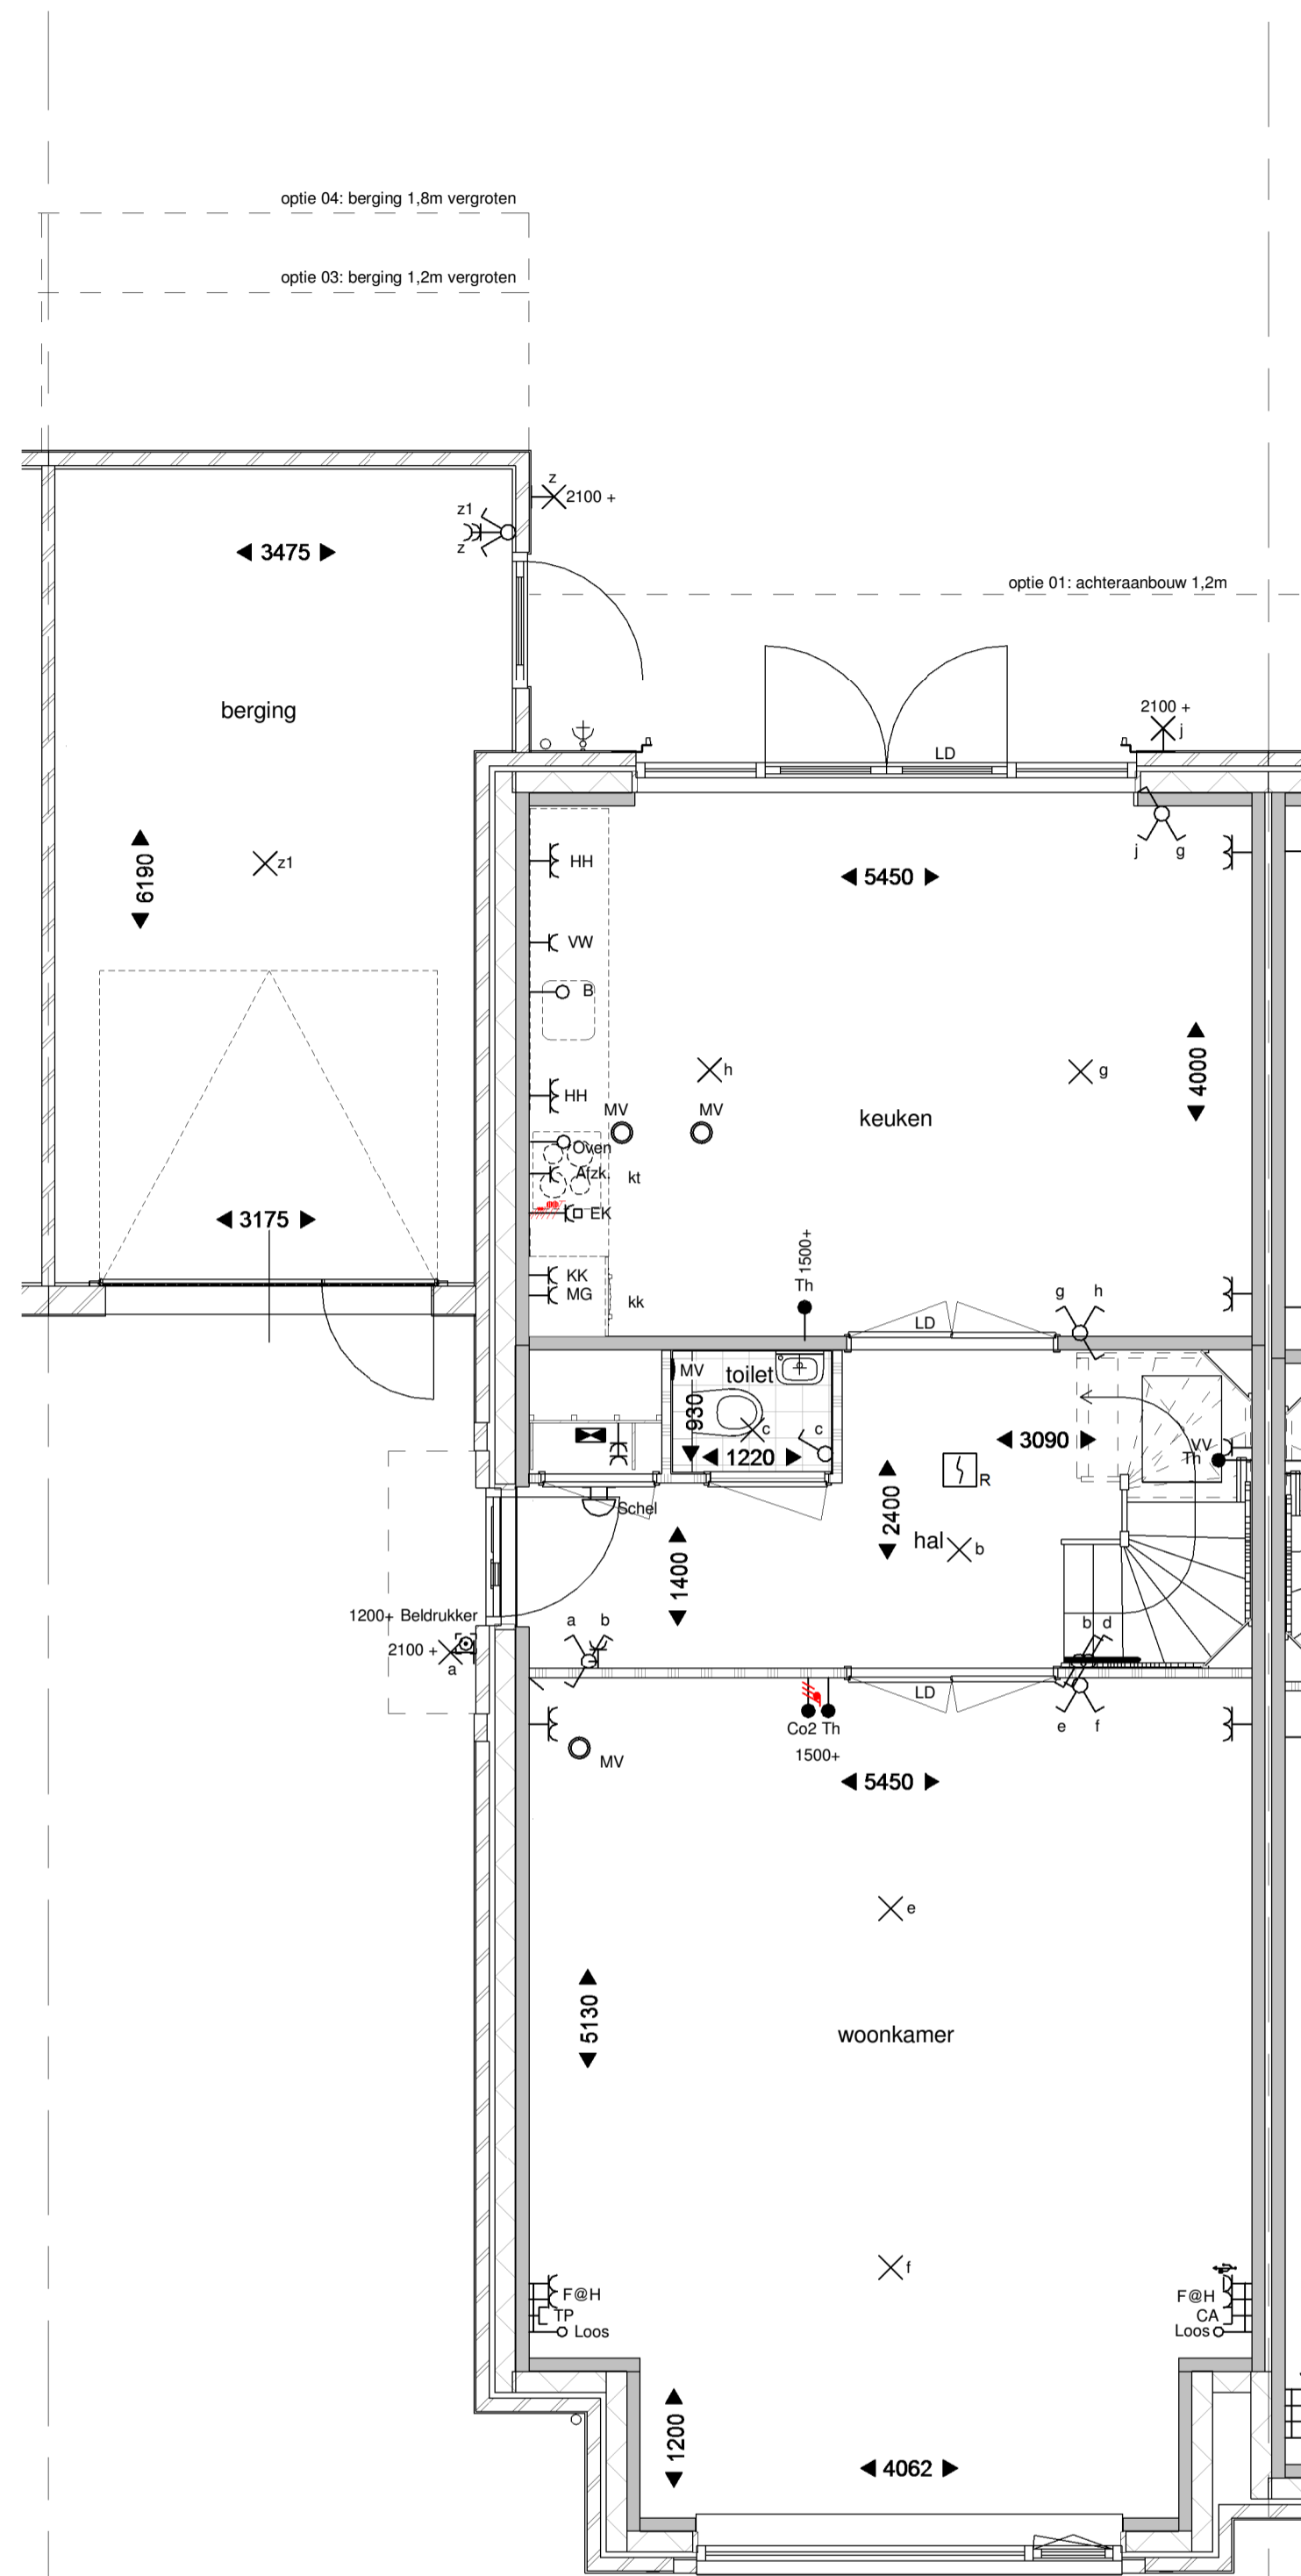 optie 04: berging 1,8m vergroten
optie 03: berging 1,2m vergroten
z
2100 +
z1
z
3475
optie 01: achteraanbouw 1,2m
berging
2100 +
j
LD
j g
HH
5450
6190
z1
VW
B
4000
h
g
HH
MV MV
keuken
Oven
Afzk.
kt
EK
3175
1500+
Th
KK
MG
kk
g h
LD
MV
toilet
930
c
c
1220
3090
VV
Th
R
Schel
2400
hal
b
1400
1200+ Beldrukker
2100 +
a
a b
b d
LD
e f
Co2 Th
1500+
MV
5450
e
5130
woonkamer
f
F@H
TP
Loos
F@H
CA
Loos
1200
4062